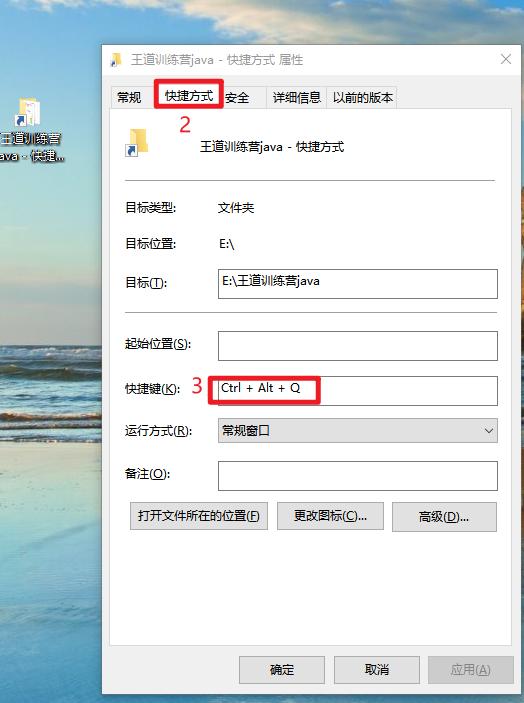 王道训练营java - 快捷方式 属性
常规
快捷方式
安全
详细信息
以前的版本
2
王道训练营
java - 快捷...
王道训练营java - 快捷方式
目标类型:
文件夹
目标位置:
E:\
目标(T):
E:\王道训练营java
起始位置(S):
快捷键(K):
3
Ctrl + Alt + Q
运行方式(R):
常规窗口
备注(O):
打开文件所在的位置(F)
更改图标(C)...
高级(D)...
确定
取消
应用(A)